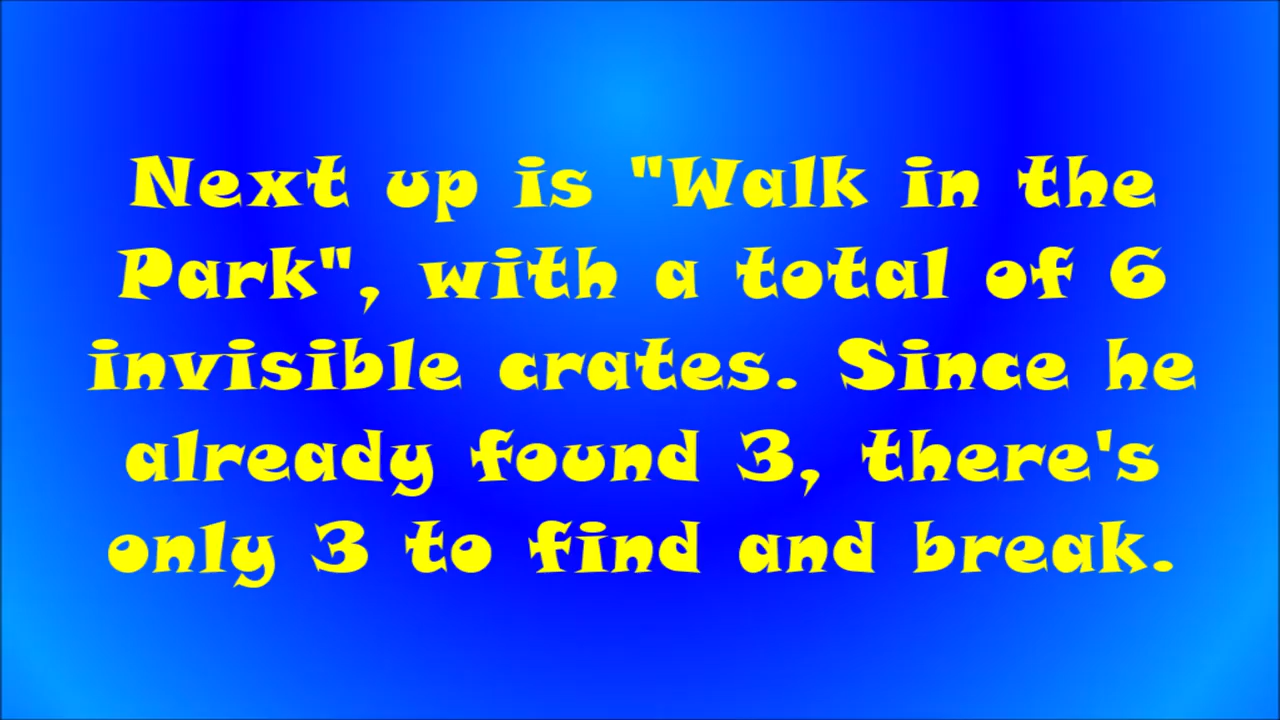 Next up is "Walk in the
Park", with a total of 6
invisible crates. Since he
already found 3, there's
only 3 to find and break.